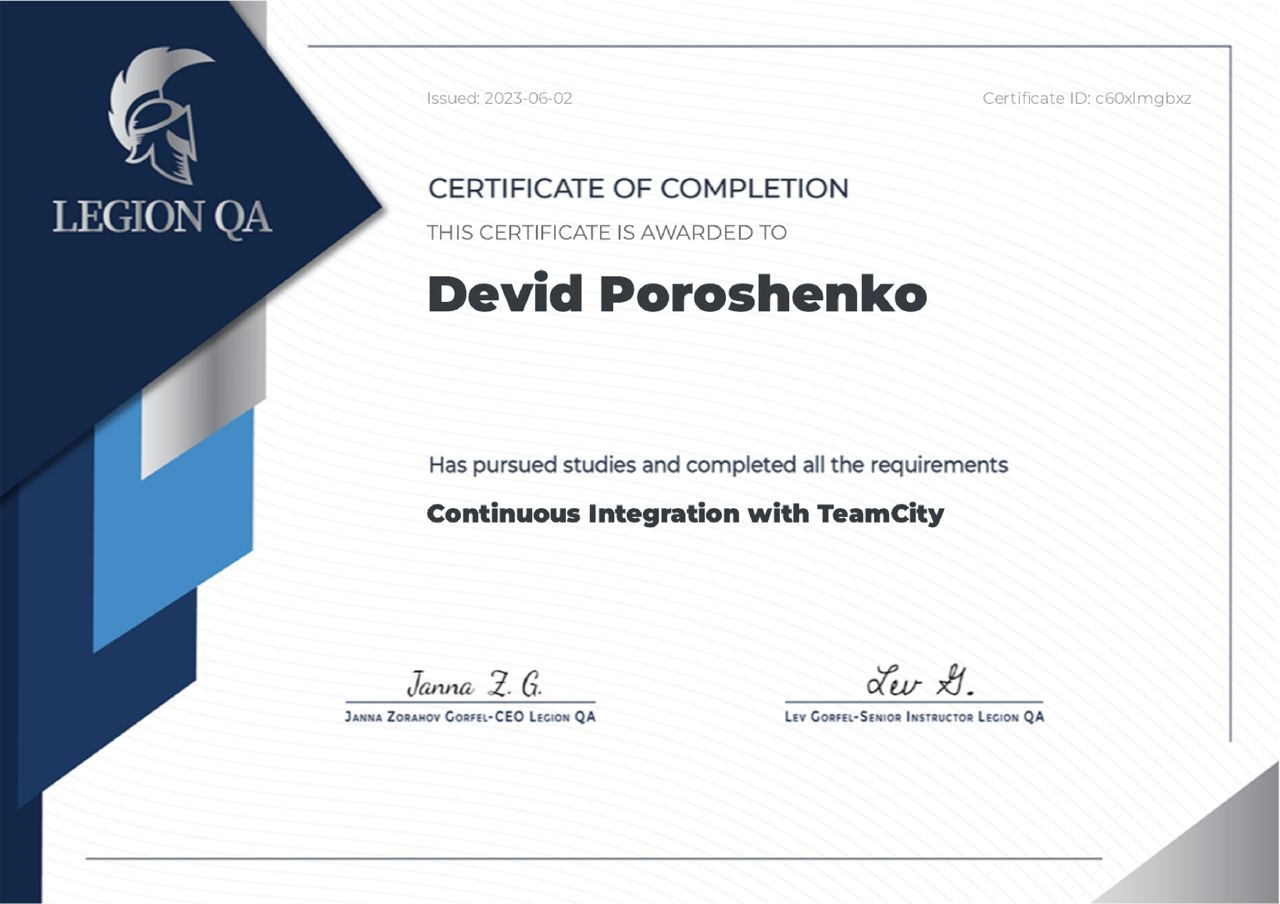 LEGION QA
Issued: 2023-06-02
Certificate ID: c60xlmgbxz
CERTIFICATE OF COMPLETION
THIS CERTIFICATE IS AWARDED TO
Devid Poroshenko
Has pursued studies and completed all the requirements
Continuous Integration with TeamCity
Janna Z. G.
JANNA ZORAHOV GORFEL-CEO LEGION QA
Lev G.
LEV GORFEL-SENIOR INSTRUCTOR LEGION QA